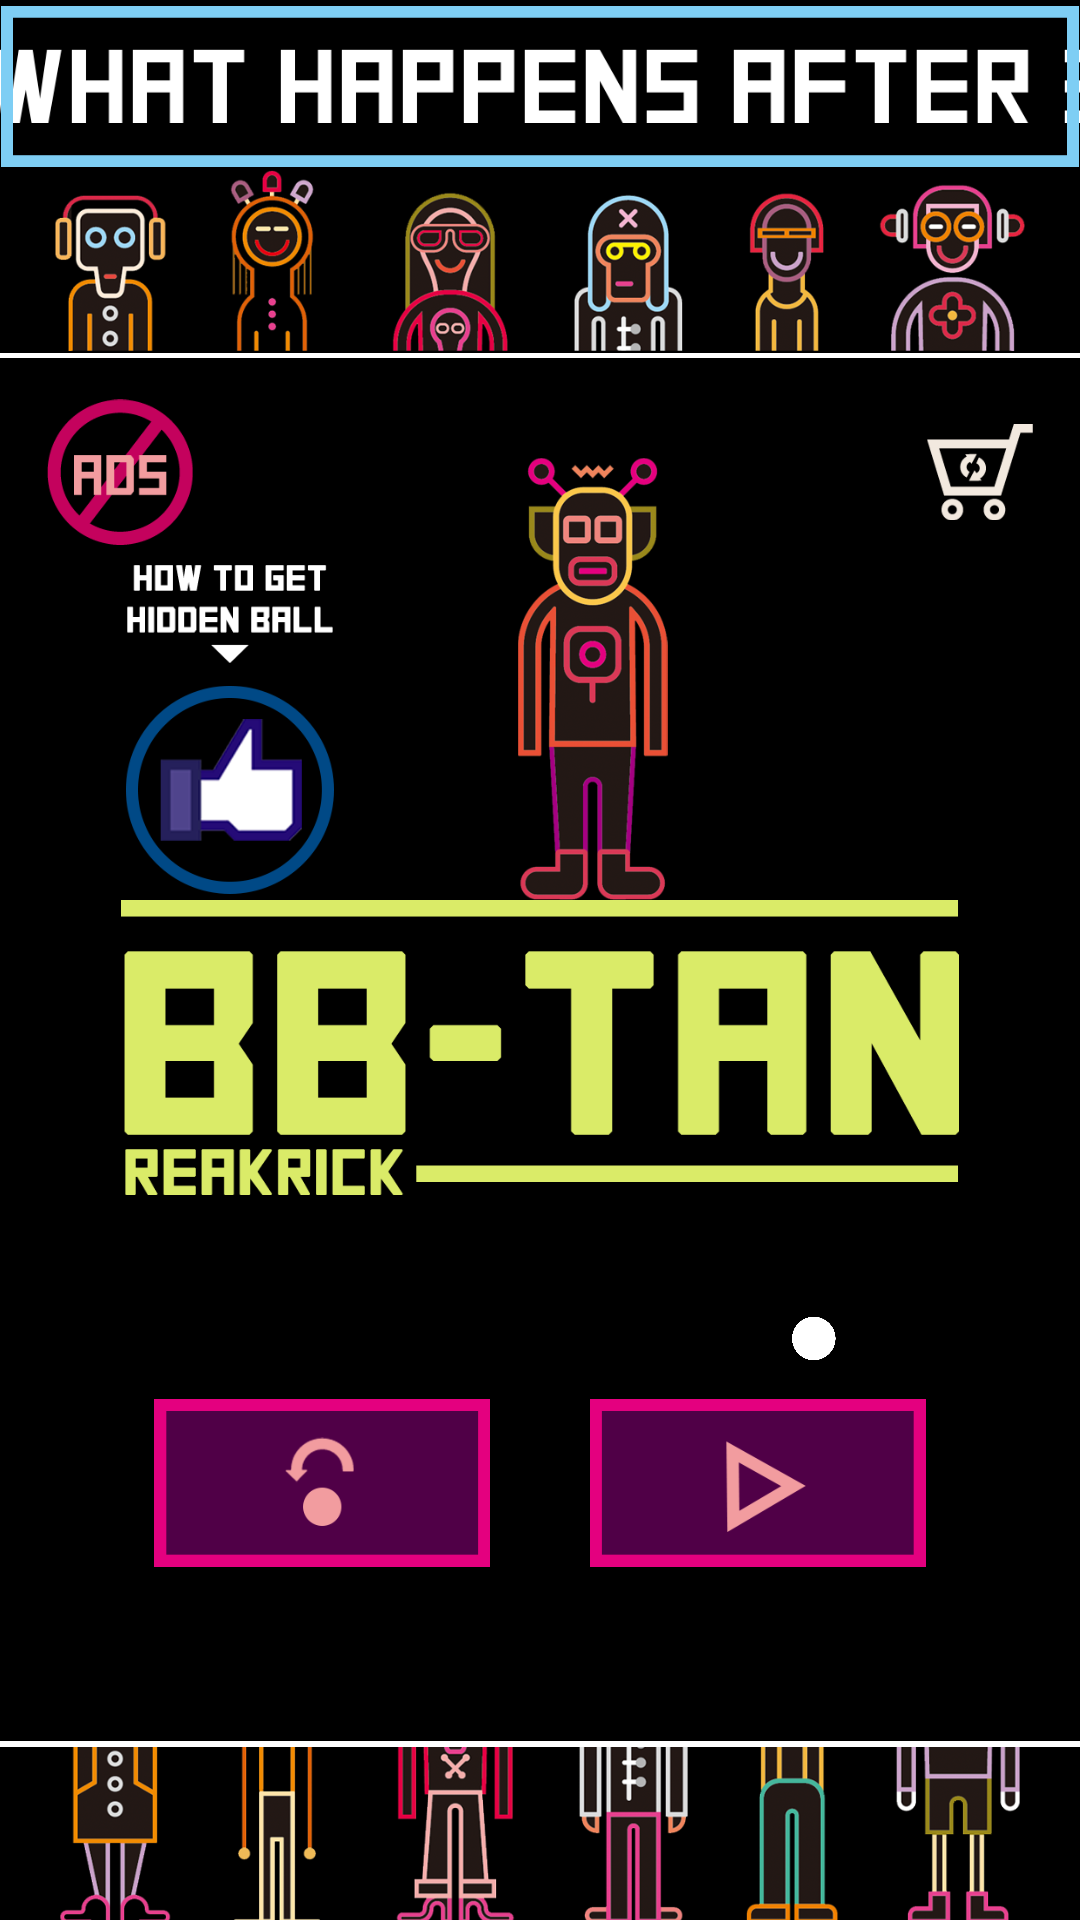 WHAT HAPPENS AFTER
ADS
HOW TO GET
HIDDEN BALL
BB-TAN
REAKRICK